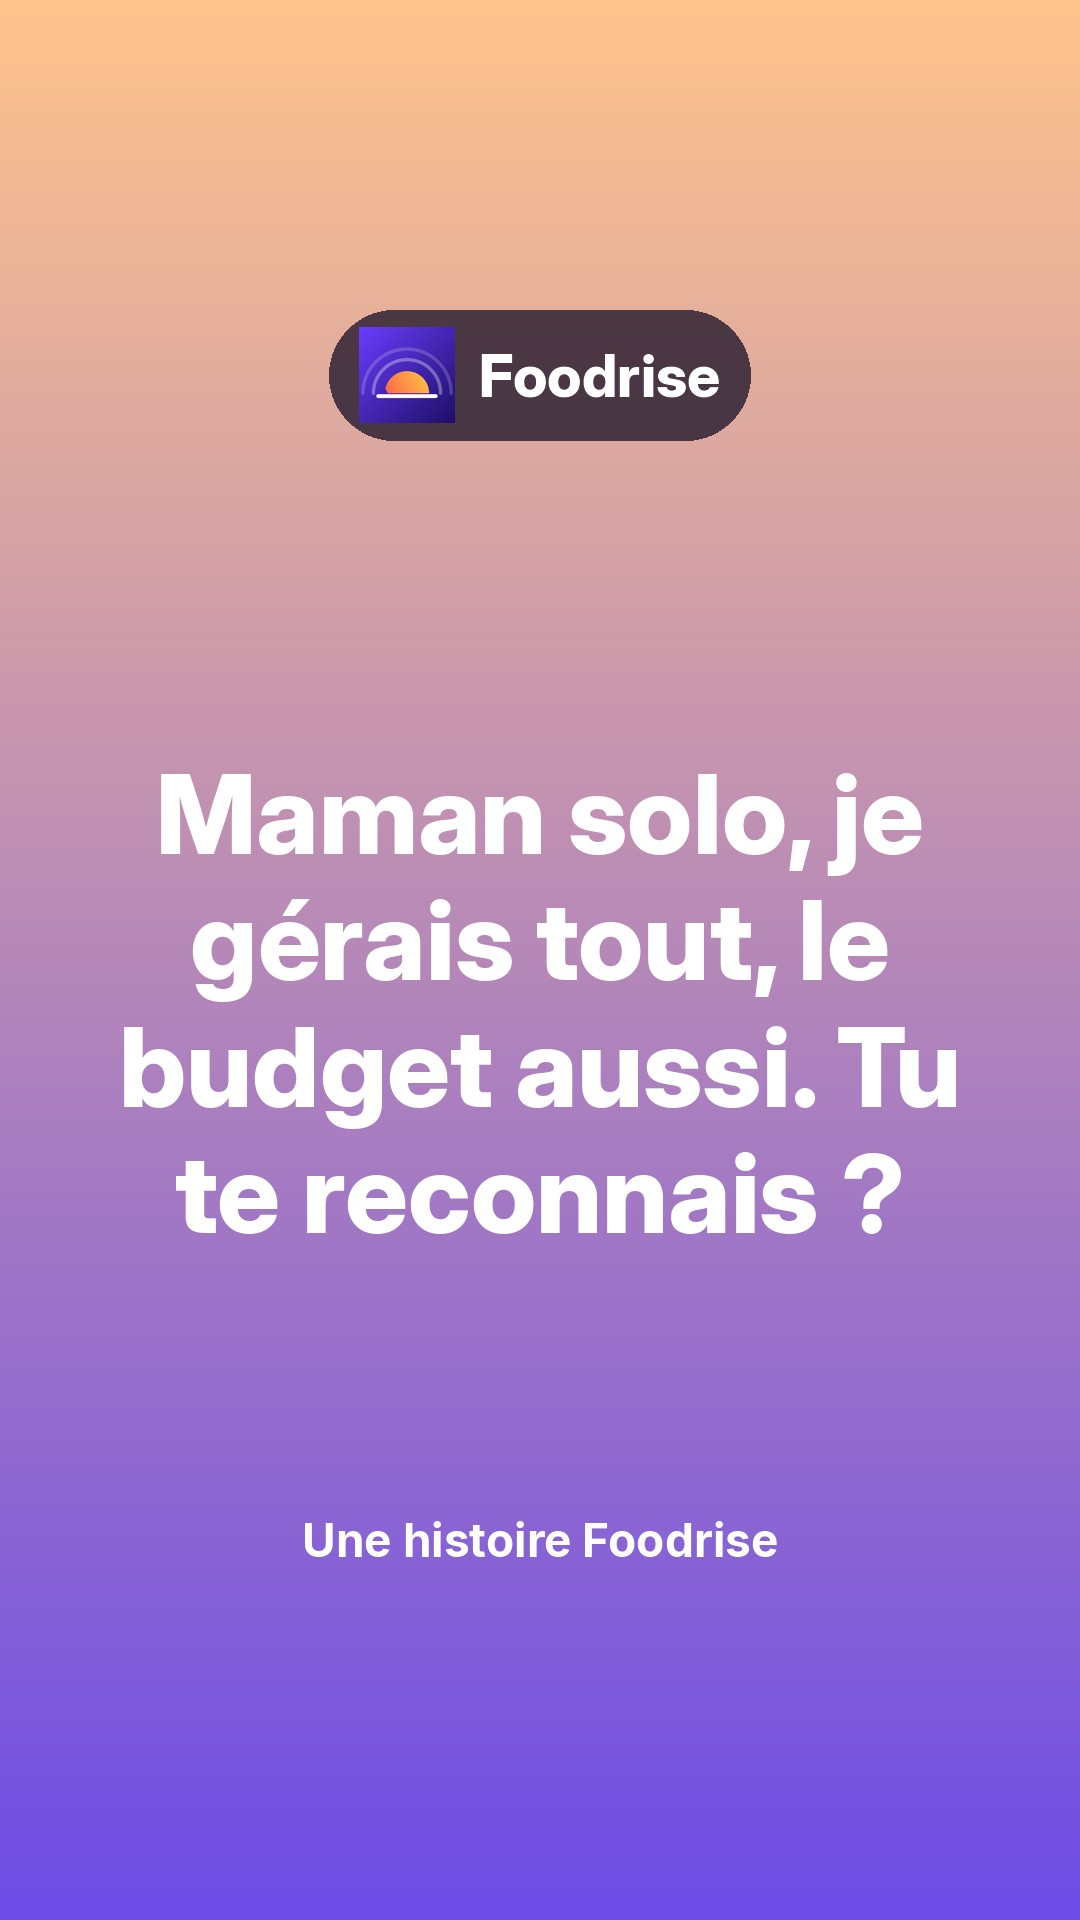 Foodrise
Maman solo, je
gérais tout, le
budget aussi. Tu
te reconnais ?
Une histoire Foodrise